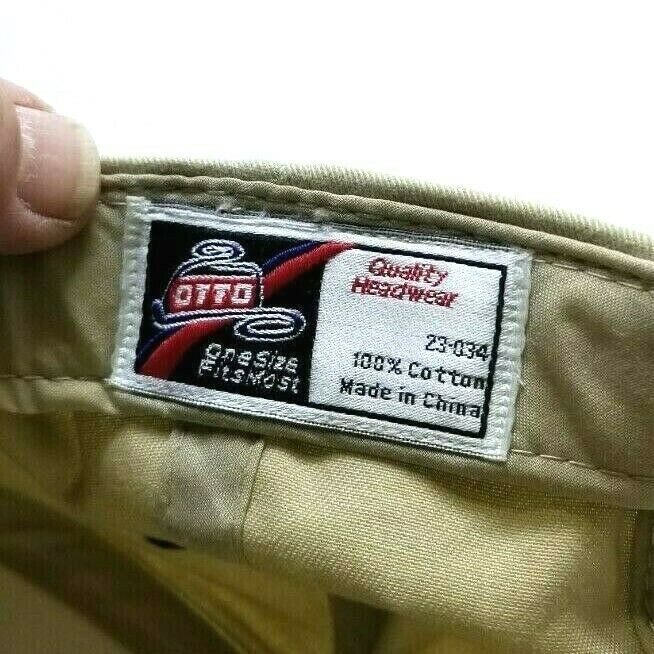 OTTO
One Size
Fits Most
Quality
Headwear
23-034
100% Cotton
Made in China